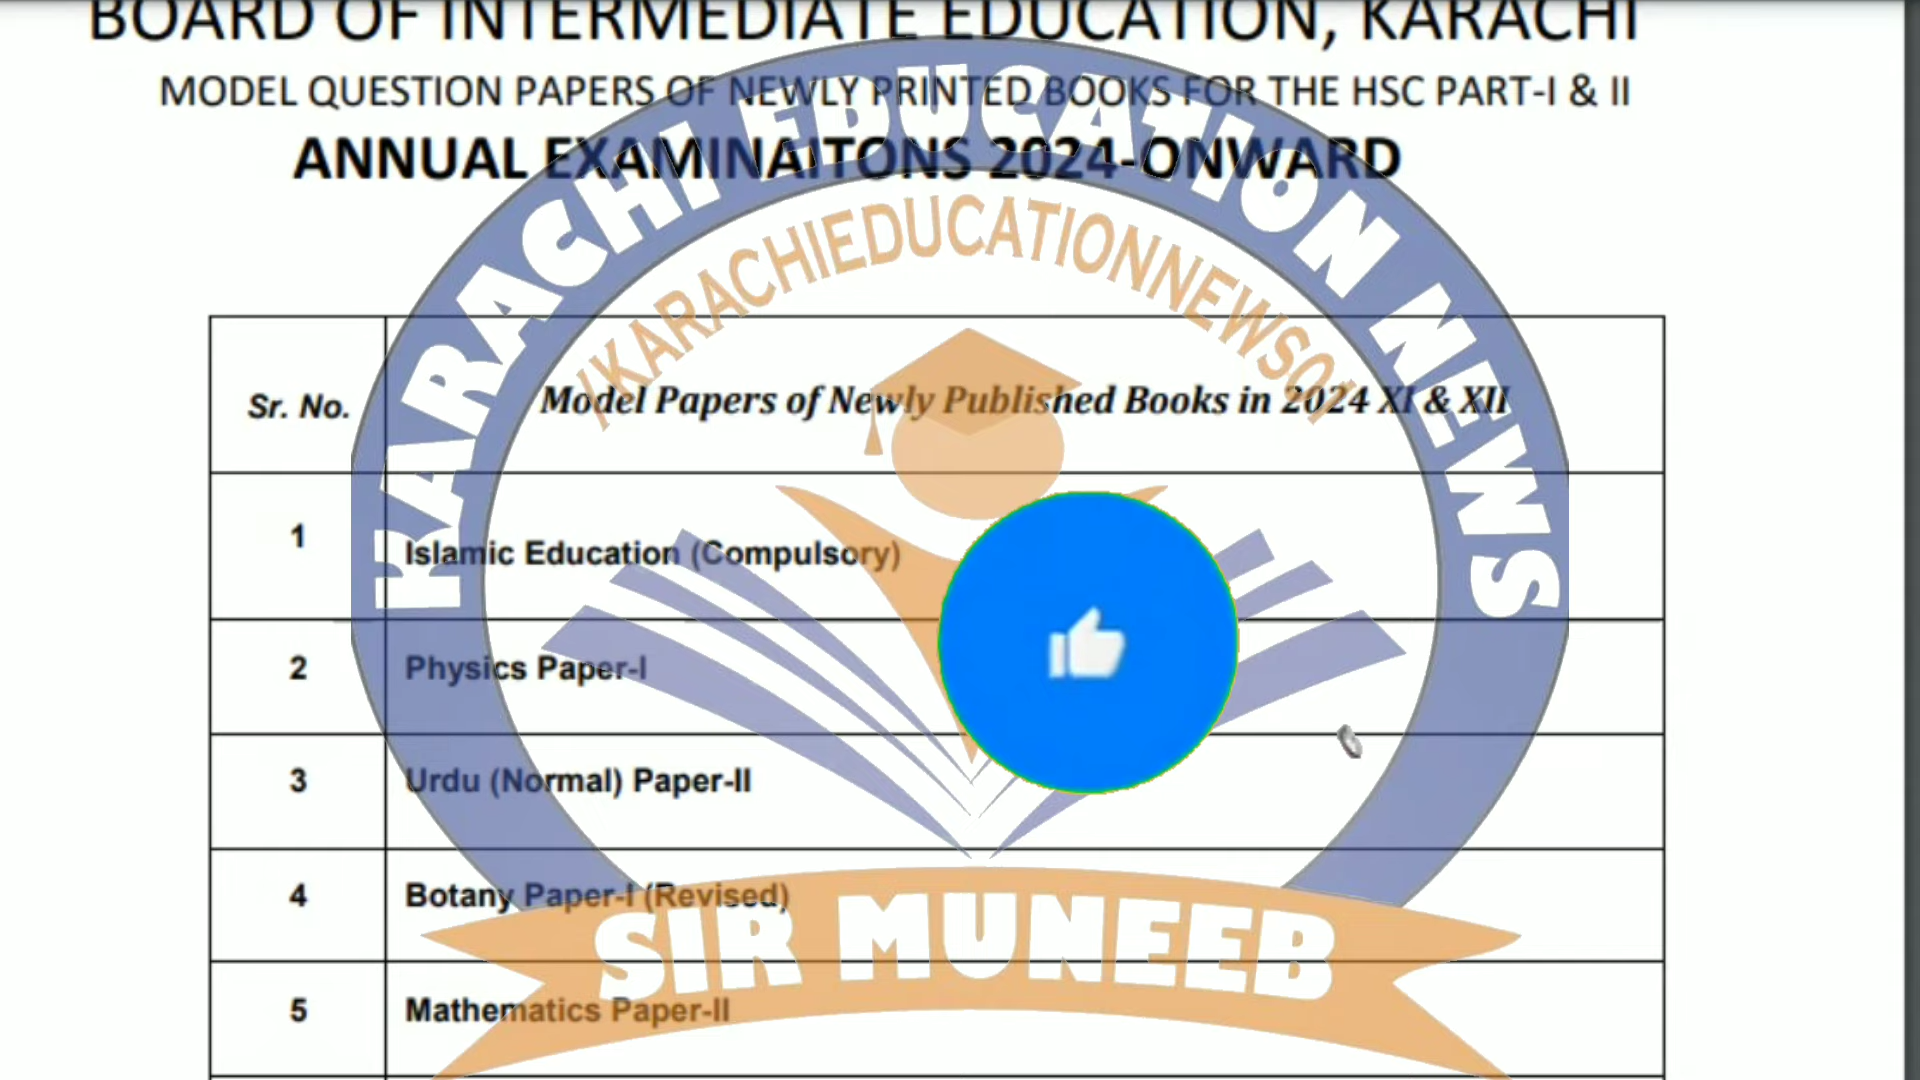 BOARD OF INTERMEDIATE EDUCATION, KARACHI
MODEL QUESTION PAPERS OF NEWLY PRINTED BOOKS FOR THE HSC PART-I & II
ANNUAL EXAMINAITONS 2024-ONWARD
KARACHI EDUCATION NEWS
/KARACHIEDUCATIONNEWS01
Sr. No. Model Papers of Newly Published Books in 2024 XI & XII
1 Islamic Education (Compulsory)
2 Physics Paper-I
3 Urdu (Normal) Paper-II
4 Botany Paper-I (Revised)
SIR MUNEEB
5 Mathematics Paper-II